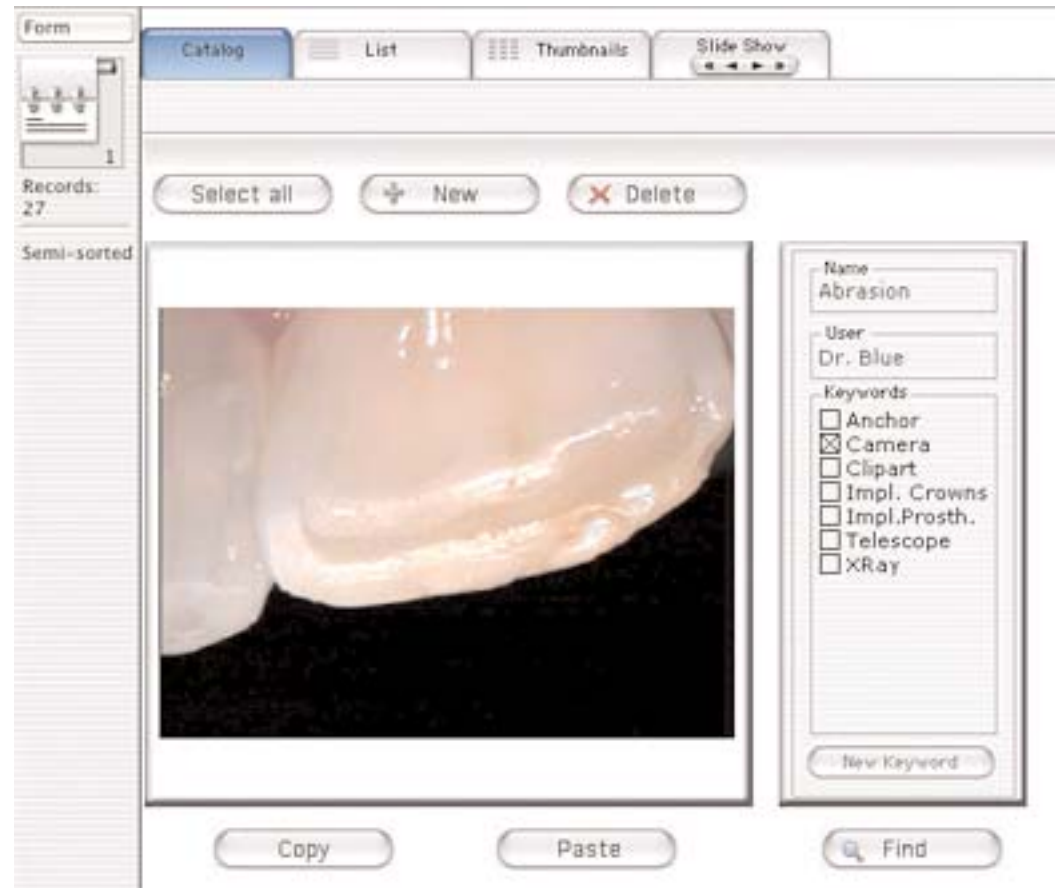 Form
Catalog
List
Thumbnails
Slide Show
1
Records:
27
Semi-sorted
Select all
New
Delete
Name
Abrasion
User
Dr. Blue
Keywords
Anchor
Camera
Clipart
Impl. Crowns
Impl.Prosth.
Telescope
XRay
New Keyword
Copy
Paste
Find